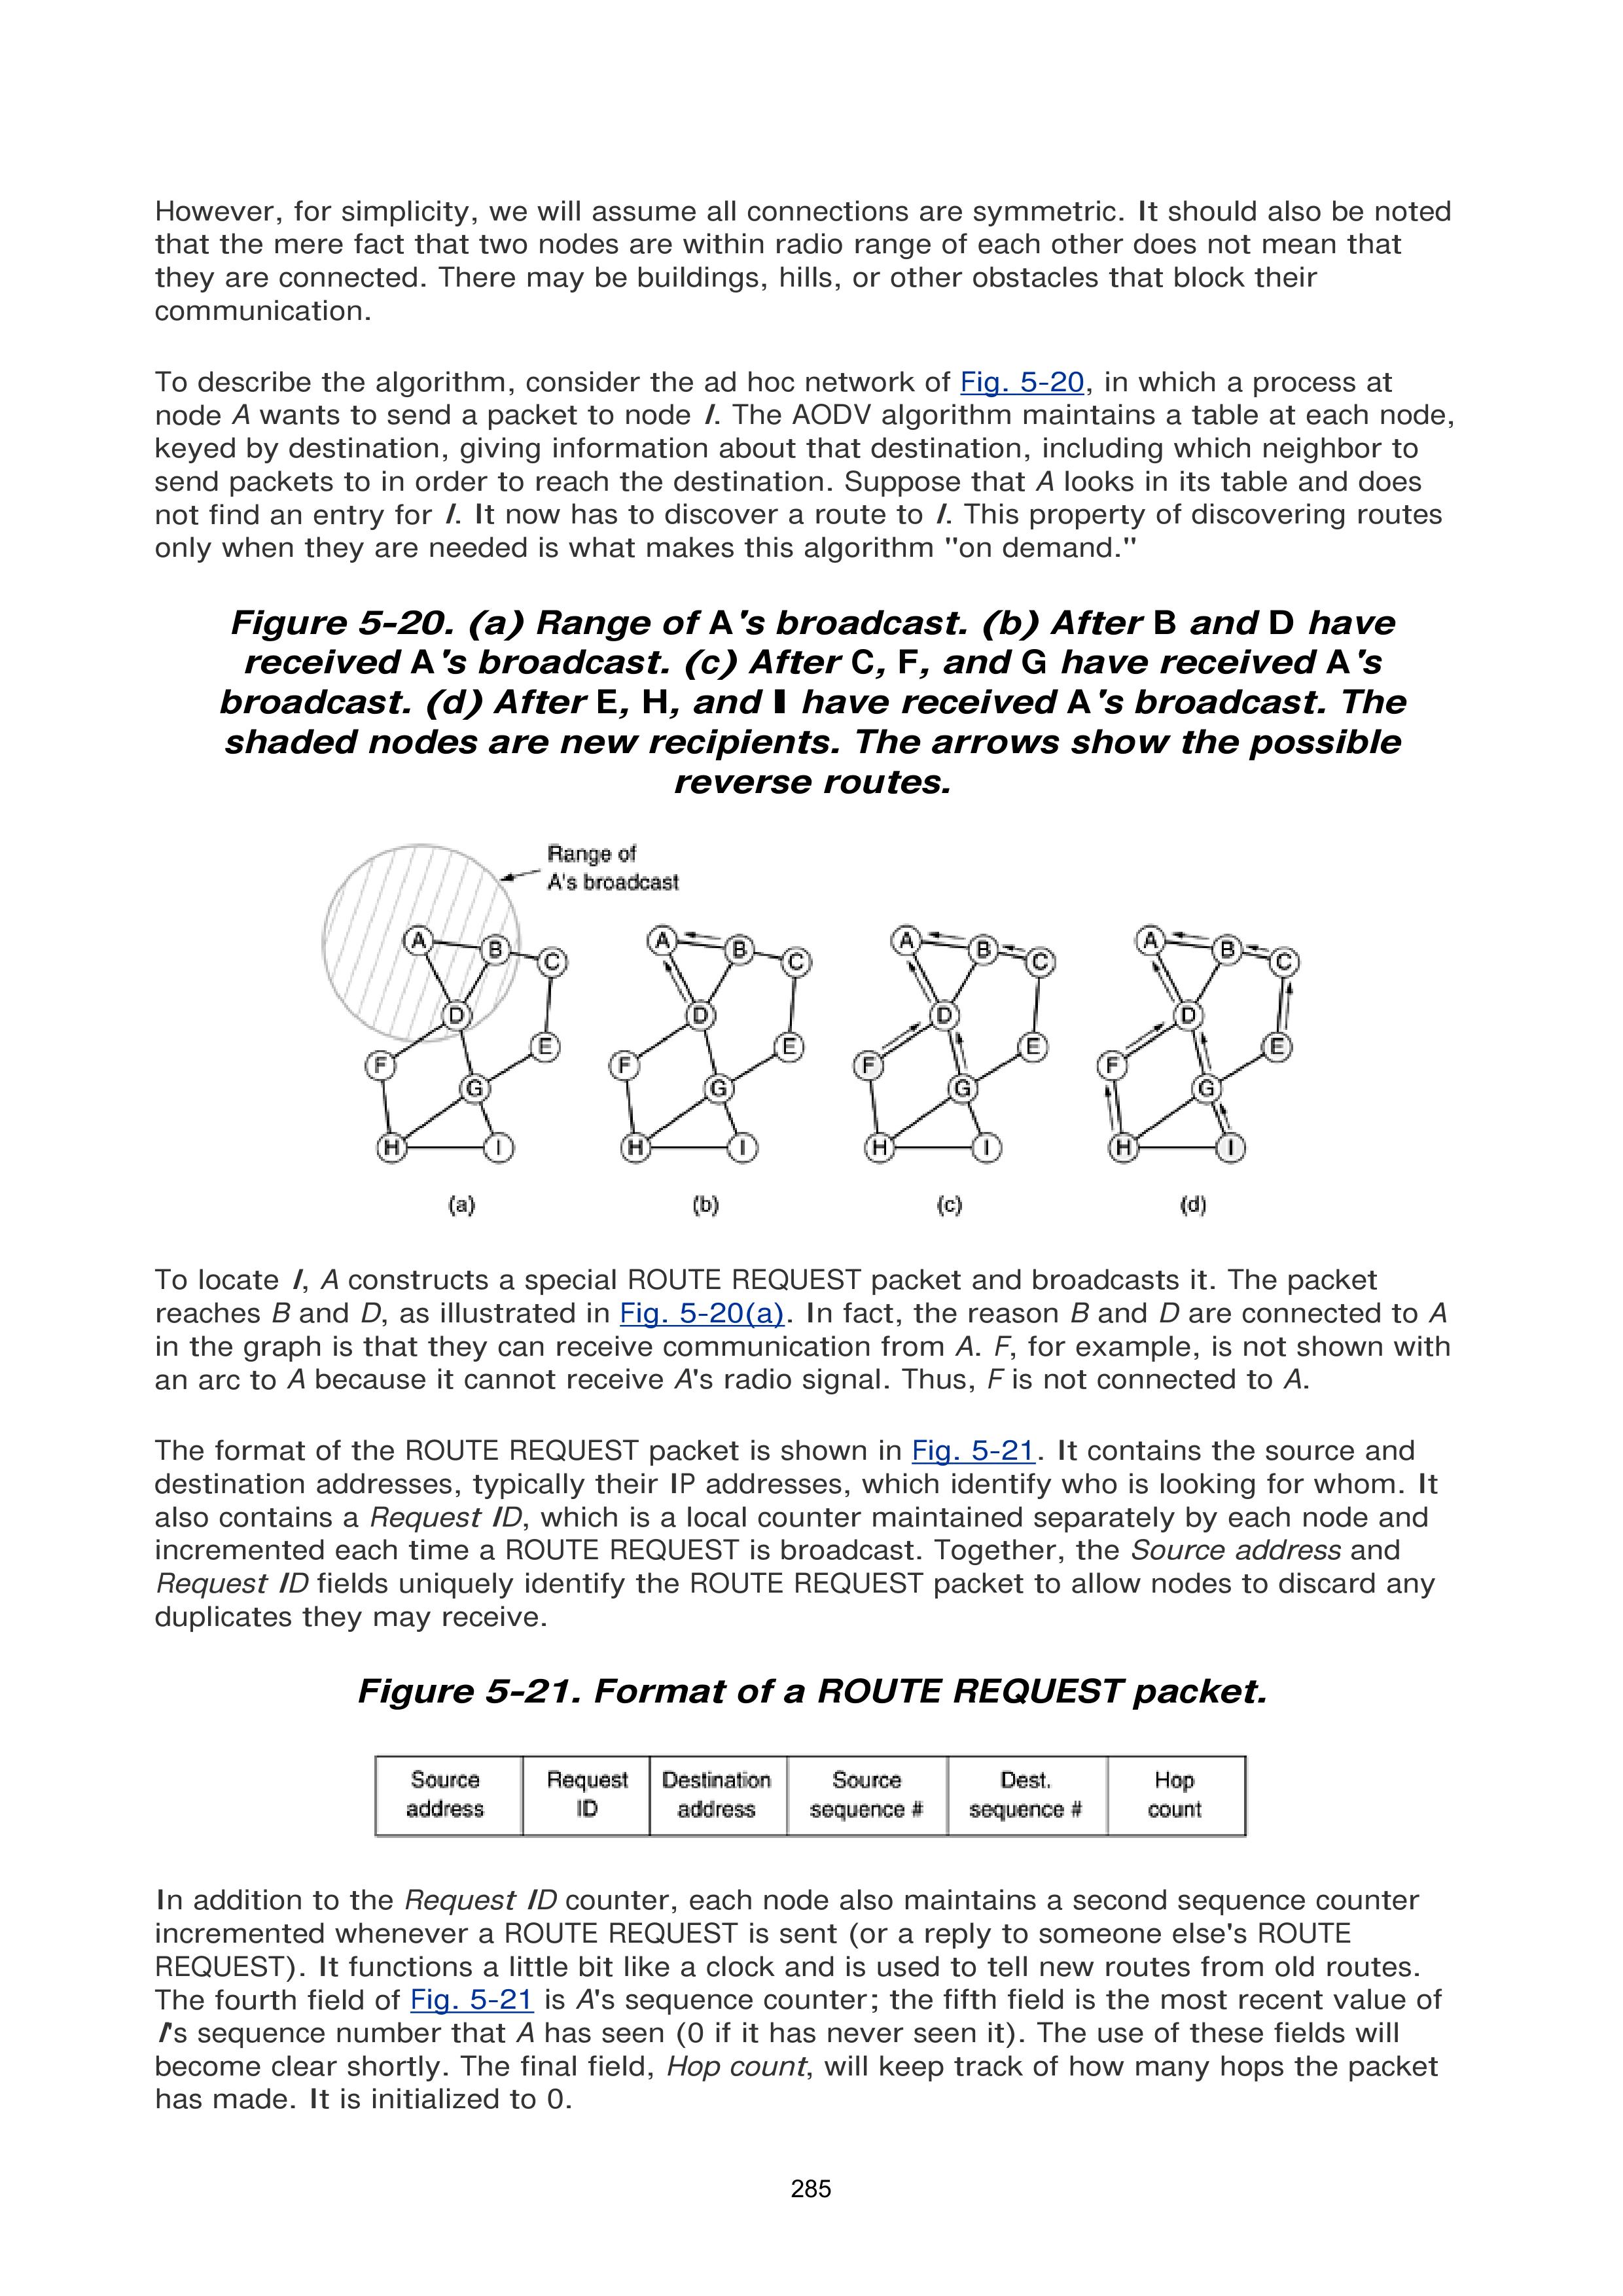 However, for simplicity, we will assume all connections are symmetric. It should also be noted
that the mere fact that two nodes are within radio range of each other does not mean that
they are connected. There may be buildings, hills, or other obstacles that block their
communication.
To describe the algorithm, consider the ad hoc network of Fig. 5-20, in which a process at
node A wants to send a packet to node I. The AODV algorithm maintains a table at each node,
keyed by destination, giving information about that destination, including which neighbor to
send packets to in order to reach the destination. Suppose that A looks in its table and does
not find an entry for I. It now has to discover a route to I. This property of discovering routes
only when they are needed is what makes this algorithm "on demand."
Figure 5-20. (a) Range of A's broadcast. (b) After B and D have
received A's broadcast. (c) After C, F, and G have received A's
broadcast. (d) After E, H, and I have received A's broadcast. The
shaded nodes are new recipients. The arrows show the possible
reverse routes.
Range of
A's broadcast
A B C D E F G H I
A B C D E F G H I
A B C D E F G H I
A B C D E F G H I
(a) (b) (c) (d)
To locate I, A constructs a special ROUTE REQUEST packet and broadcasts it. The packet
reaches B and D, as illustrated in Fig. 5-20(a). In fact, the reason B and D are connected to A
in the graph is that they can receive communication from A. F, for example, is not shown with
an arc to A because it cannot receive A's radio signal. Thus, F is not connected to A.
The format of the ROUTE REQUEST packet is shown in Fig. 5-21. It contains the source and
destination addresses, typically their IP addresses, which identify who is looking for whom. It
also contains a Request ID, which is a local counter maintained separately by each node and
incremented each time a ROUTE REQUEST is broadcast. Together, the Source address and
Request ID fields uniquely identify the ROUTE REQUEST packet to allow nodes to discard any
duplicates they may receive.
Figure 5-21. Format of a ROUTE REQUEST packet.
Source address
Request ID
Destination address
Source sequence #
Dest. sequence #
Hop count
In addition to the Request ID counter, each node also maintains a second sequence counter
incremented whenever a ROUTE REQUEST is sent (or a reply to someone else's ROUTE
REQUEST). It functions a little bit like a clock and is used to tell new routes from old routes.
The fourth field of Fig. 5-21 is A's sequence counter; the fifth field is the most recent value of
I's sequence number that A has seen (0 if it has never seen it). The use of these fields will
become clear shortly. The final field, Hop count, will keep track of how many hops the packet
has made. It is initialized to 0.
285